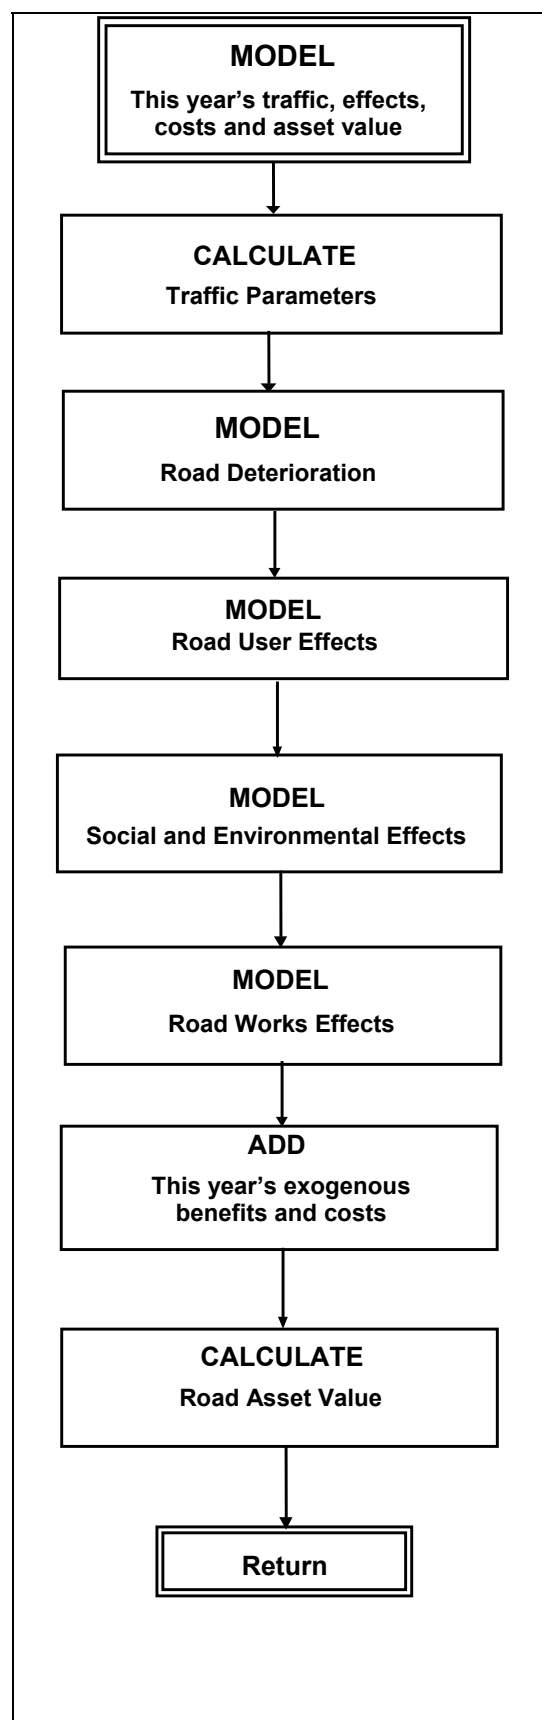 MODEL
This year’s traffic, effects,
costs and asset value
CALCULATE
Traffic Parameters
MODEL
Road Deterioration
MODEL
Road User Effects
MODEL
Social and Environmental Effects
MODEL
Road Works Effects
ADD
This year’s exogenous
benefits and costs
CALCULATE
Road Asset Value
Return